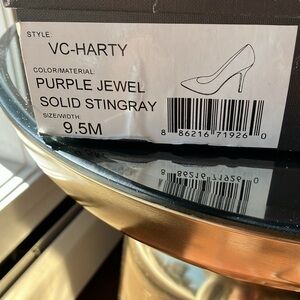 STYLE:
VC-HARTY
COLOR/MATERIAL
PURPLE JEWEL
SOLID STINGRAY
SIZE/WIDTH:
9.5M
8 86216 71926 0